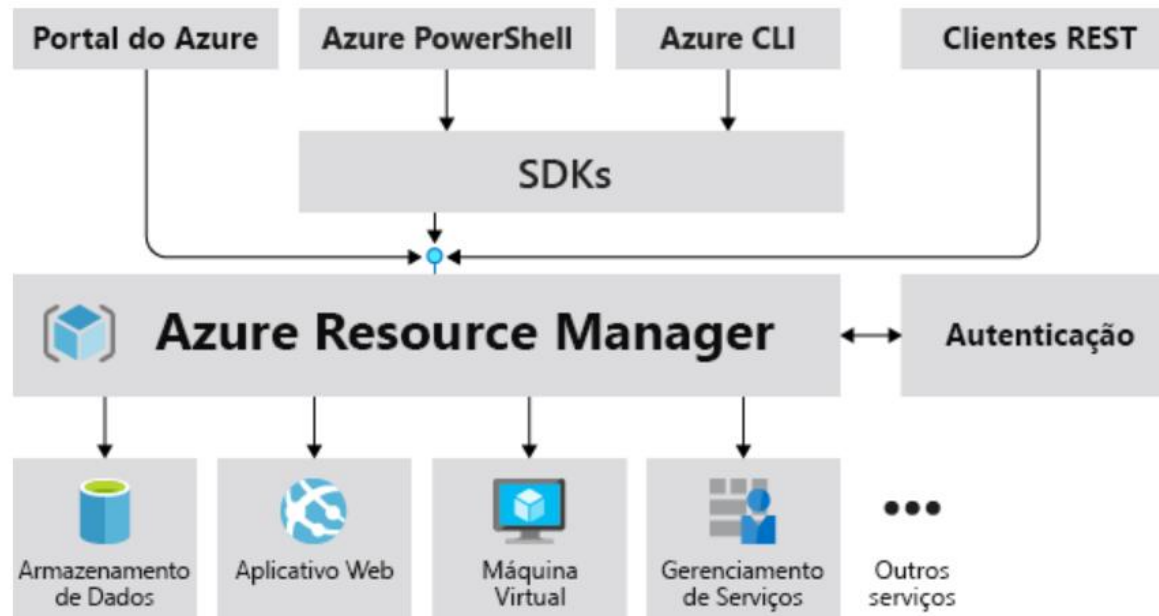 Portal do Azure
Azure PowerShell
Azure CLI
Clientes REST
SDKs
Azure Resource Manager
Autenticação
Armazenamento
de Dados
Aplicativo Web
Máquina
Virtual
Gerenciamento
de Serviços
Outros
serviços